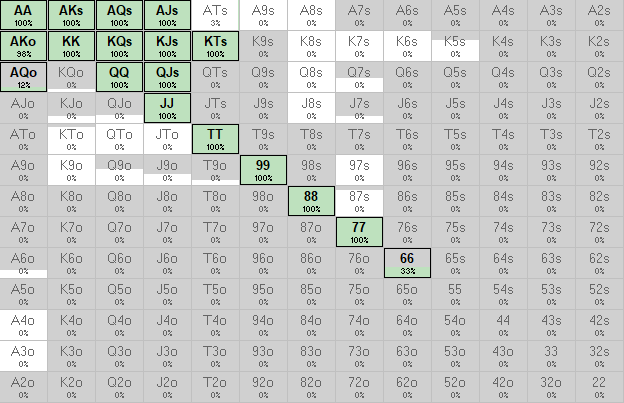 AA AKs AQs AJs ATs A9s A8s A7s A6s A5s A4s A3s A2s
100% 100% 100% 100% 3% 0% 0% 0% 0% 0% 0% 0% 0%
AKo KK KQs KJs KTs K9s K8s K7s K6s K5s K4s K3s K2s
98% 100% 100% 100% 100% 0% 0% 0% 0% 0% 0% 0% 0%
AQo KQo QQ QJs QTs Q9s Q8s Q7s Q6s Q5s Q4s Q3s Q2s
12% 0% 100% 100% 0% 0% 0% 0% 0% 0% 0% 0% 0%
AJo KJo QJo JJ JTs J9s J8s J7s J6s J5s J4s J3s J2s
0% 0% 0% 100% 0% 0% 0% 0% 0% 0% 0% 0% 0%
ATo KTo QTo JTo TT T9s T8s T7s T6s T5s T4s T3s T2s
0% 0% 0% 0% 100% 0% 0% 0% 0% 0% 0% 0% 0%
A9o K9o Q9o J9o T9o 99 98s 97s 96s 95s 94s 93s 92s
0% 0% 0% 0% 0% 100% 0% 0% 0% 0% 0% 0% 0%
A8o K8o Q8o J8o T8o 98o 88 87s 86s 85s 84s 83s 82s
0% 0% 0% 0% 0% 0% 100% 0% 0% 0% 0% 0% 0%
A7o K7o Q7o J7o T7o 97o 87o 77 76s 75s 74s 73s 72s
0% 0% 0% 0% 0% 0% 0% 100% 0% 0% 0% 0% 0%
A6o K6o Q6o J6o T6o 96o 86o 76o 66 65s 64s 63s 62s
0% 0% 0% 0% 0% 0% 0% 0% 33% 0% 0% 0% 0%
A5o K5o Q5o J5o T5o 95o 85o 75o 65o 55 54s 53s 52s
0% 0% 0% 0% 0% 0% 0% 0% 0% 0% 0% 0% 0%
A4o K4o Q4o J4o T4o 94o 84o 74o 64o 54o 44 43s 42s
0% 0% 0% 0% 0% 0% 0% 0% 0% 0% 0% 0% 0%
A3o K3o Q3o J3o T3o 93o 83o 73o 63o 53o 43o 33 32s
0% 0% 0% 0% 0% 0% 0% 0% 0% 0% 0% 0% 0%
A2o K2o Q2o J2o T2o 92o 82o 72o 62o 52o 42o 32o 22
0% 0% 0% 0% 0% 0% 0% 0% 0% 0% 0% 0% 0%